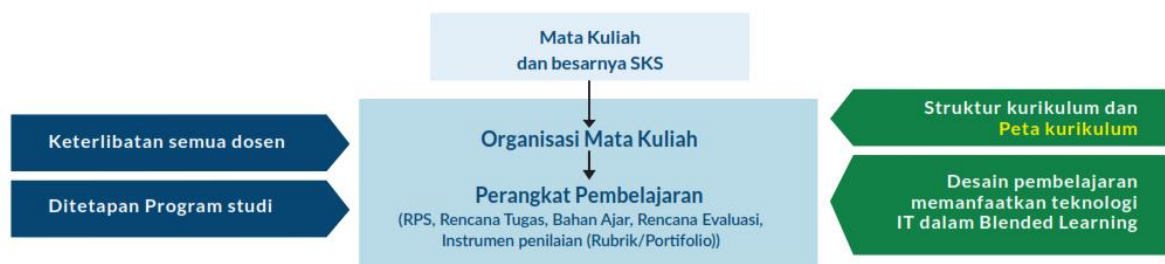 Mata Kuliah
dan besarnya SKS
Keterlibatan semua dosen
Ditetapan Program studi
Organisasi Mata Kuliah
Perangkat Pembelajaran
(RPS, Rencana Tugas, Bahan Ajar, Rencana Evaluasi,
Instrumen penilaian (Rubrik/Portifolio))
Struktur kurikulum dan
Peta kurikulum
Desain pembelajaran
memanfaatkan teknologi
IT dalam Blended Learning